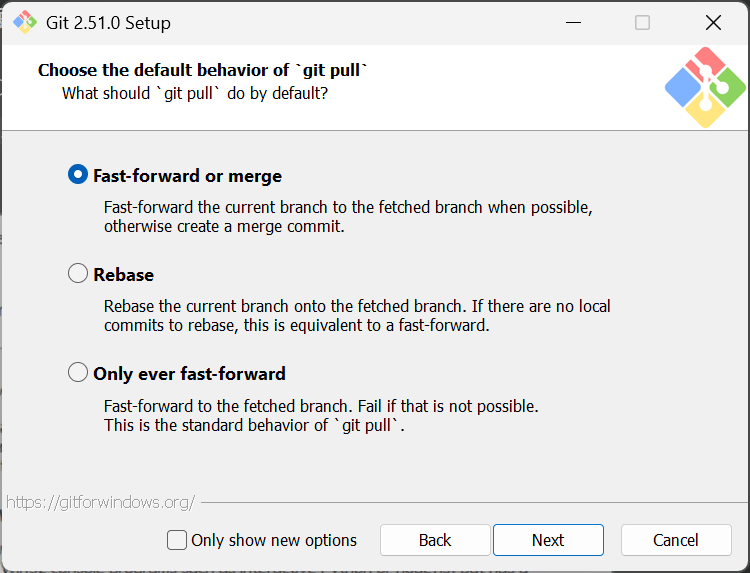 Git 2.51.0 Setup
Choose the default behavior of `git pull`
What should `git pull` do by default?
Fast-forward or merge
Fast-forward the current branch to the fetched branch when possible,
otherwise create a merge commit.
Rebase
Rebase the current branch onto the fetched branch. If there are no local
commits to rebase, this is equivalent to a fast-forward.
Only ever fast-forward
Fast-forward to the fetched branch. Fail if that is not possible.
This is the standard behavior of `git pull`.
https://gitforwindows.org/
Only show new options
Back
Next
Cancel